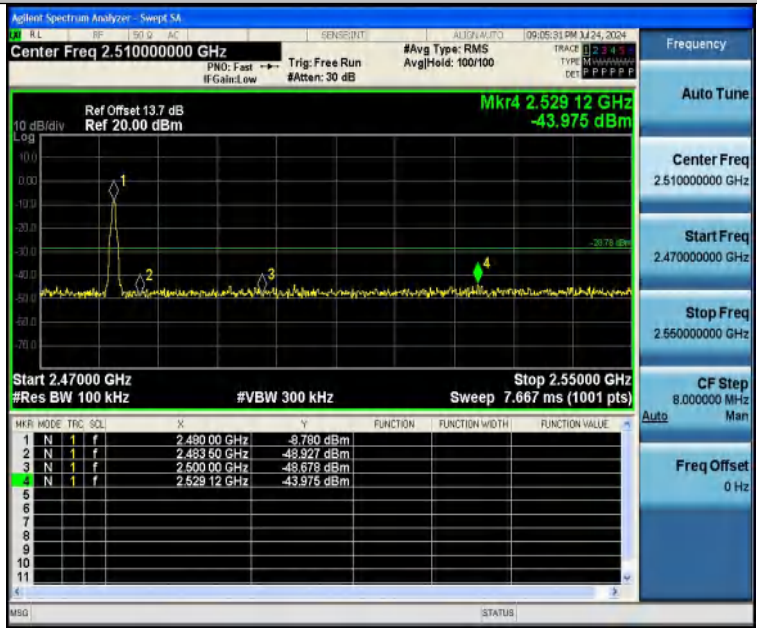 Agilent Spectrum Analyzer - Swept SA
RL RF 50 Ω AC SENSE:INT ALIGN AUTO 09:05:31 PM Jul 24, 2024
Center Freq 2.510000000 GHz
PNO: Fast
IFGain:Low
Trig: Free Run
#Atten: 30 dB
#Avg Type: RMS
Avg|Hold: 100/100
TRACE 1 2 3 4 5 6
TYPE M
DET P P P P P P
Frequency
Ref Offset 13.7 dB
10 dB/div Ref 20.00 dBm
Log
Mkr4 2.529 12 GHz
-43.975 dBm
10.0
0.00
-10.0
-20.0
-30.0
-40.0
-50.0
-60.0
-70.0
1
2
3
4
Start 2.47000 GHz Stop 2.55000 GHz
#Res BW 100 kHz #VBW 300 kHz Sweep 7.667 ms (1001 pts)
MKR MODE TRC SCL X Y FUNCTION FUNCTION WIDTH FUNCTION VALUE
1 N 1 f 2.480 00 GHz -8.780 dBm
2 N 1 f 2.483 50 GHz -48.927 dBm
3 N 1 f 2.500 00 GHz -48.678 dBm
4 N 1 f 2.529 12 GHz -43.975 dBm
5
6
7
8
9
10
11
MSG STATUS
Auto Tune
Center Freq
2.510000000 GHz
Start Freq
2.470000000 GHz
Stop Freq
2.550000000 GHz
CF Step
8.000000 MHz
Auto Man
Freq Offset
0 Hz